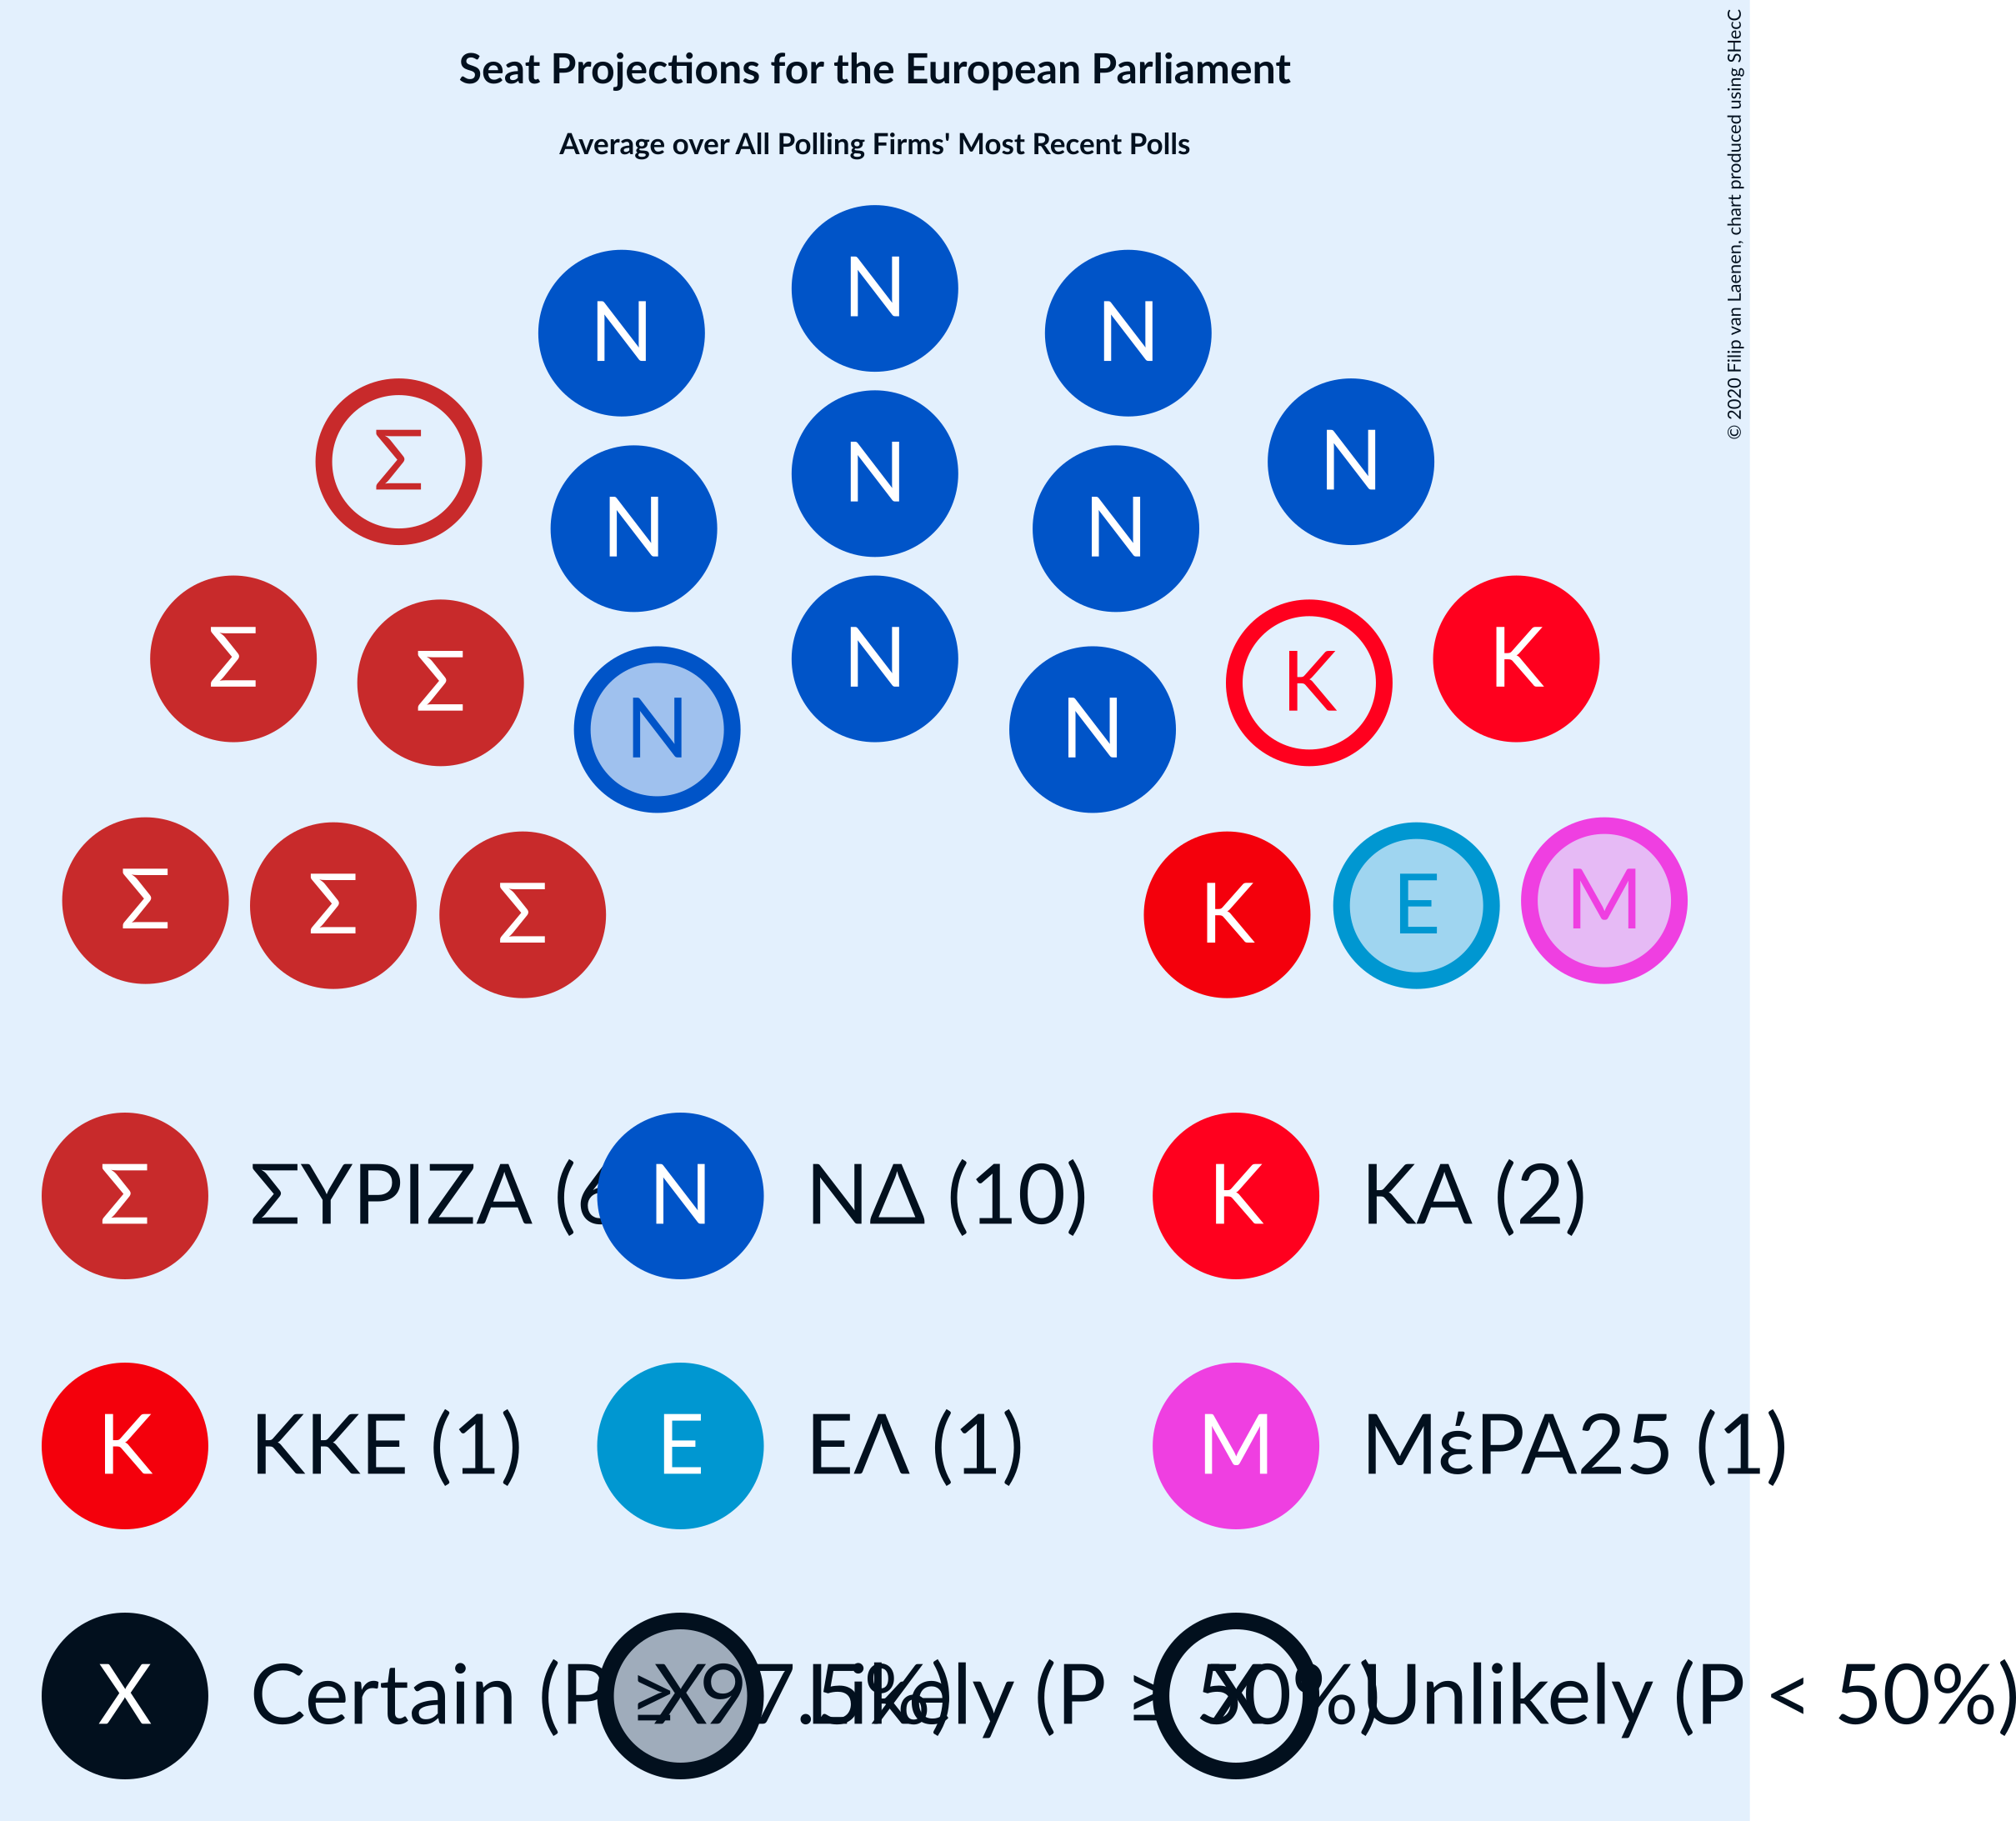 Seat Projections for the European Parliament
Average over All Polling Firms' Most Recent Polls
© 2020 Filip van Laenen, chart produced using SHecC
N
N N
Σ N N N
N N
Σ Σ N N K K
N N
Σ Σ Σ K E M
Σ ΣΥΡΙΖΑ (6 N ΝΔ (10) K ΚΑ (2)
K ΚΚΕ (1) E ΕΛ (1) M ΜέΡΑ25 (1)
X Certain (P ≥ 97.5%) X Likely (P ≥ 50%) X Unlikely (P < 50%)